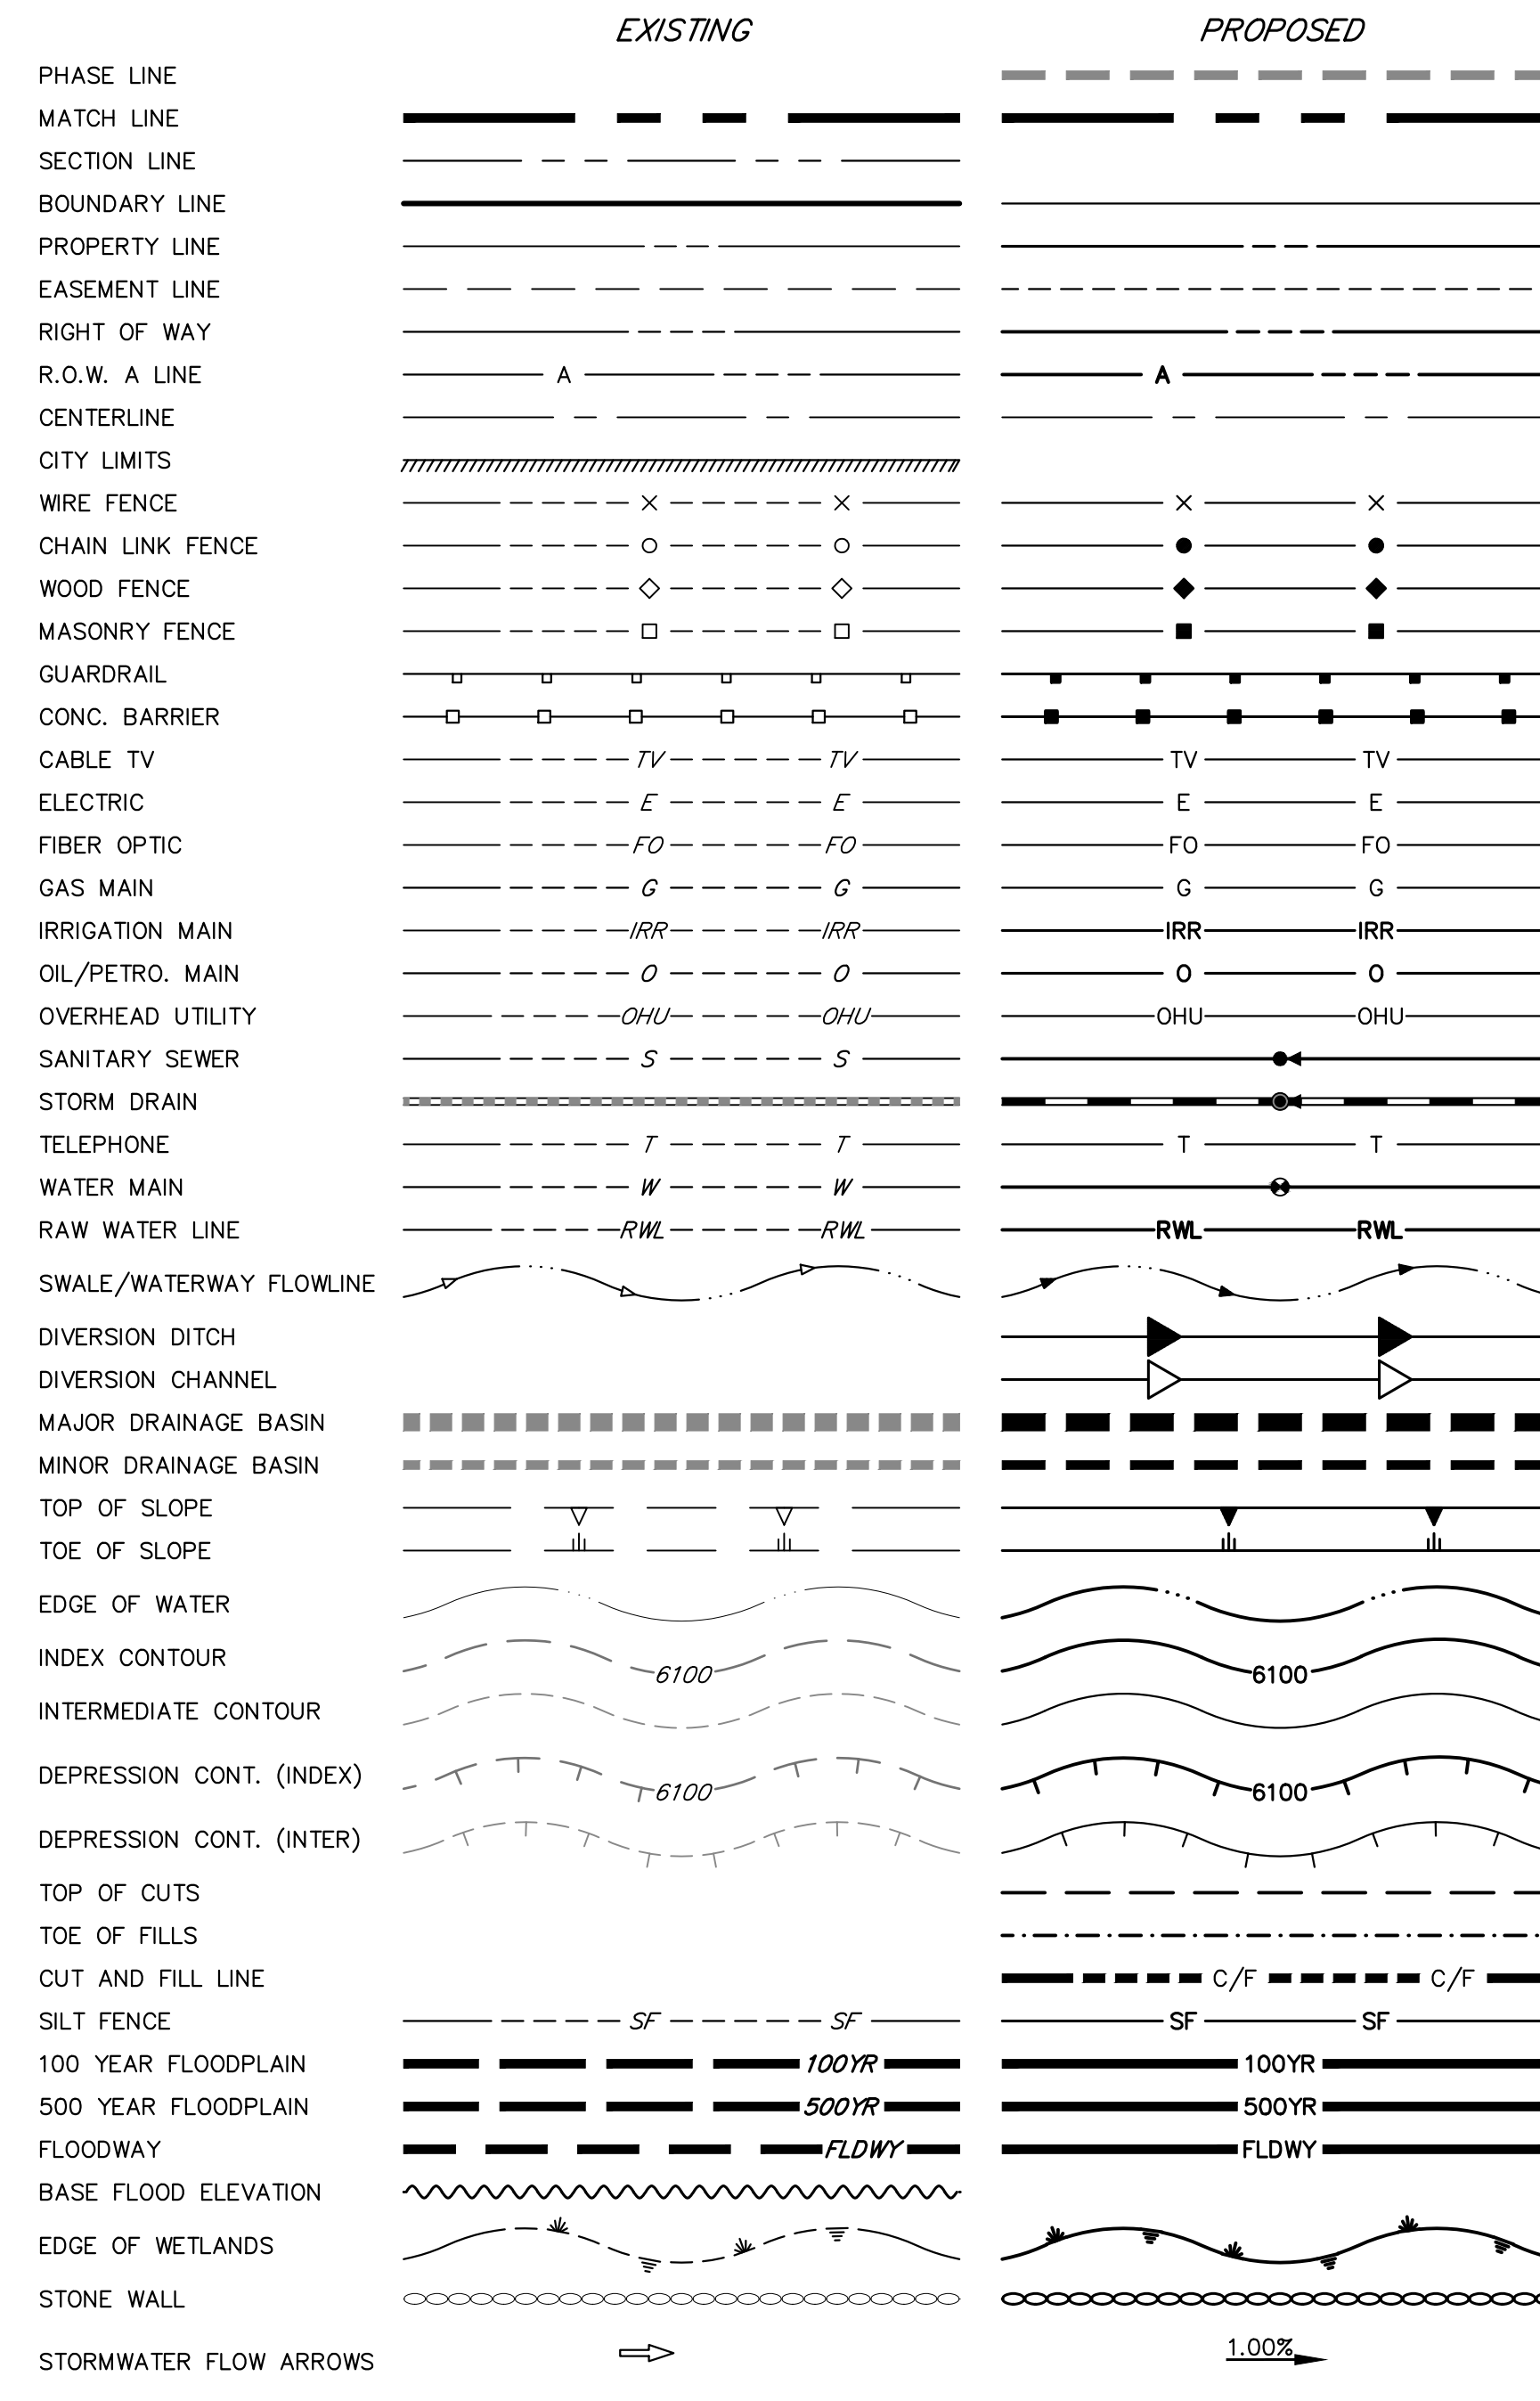 EXISTING PROPOSED
PHASE LINE
MATCH LINE
SECTION LINE
BOUNDARY LINE
PROPERTY LINE
EASEMENT LINE
RIGHT OF WAY
R.O.W. A LINE A A
CENTERLINE
CITY LIMITS
WIRE FENCE
CHAIN LINK FENCE
WOOD FENCE
MASONRY FENCE
GUARDRAIL
CONC. BARRIER
CABLE TV TV TV TV TV
ELECTRIC E E E E
FIBER OPTIC FO FO FO FO
GAS MAIN G G G G
IRRIGATION MAIN IRR IRR IRR IRR
OIL/PETRO. MAIN O O O O
OVERHEAD UTILITY OHU OHU OHU OHU
SANITARY SEWER S S
STORM DRAIN
TELEPHONE T T T T
WATER MAIN W W
RAW WATER LINE RWL RWL RWL RWL
SWALE/WATERWAY FLOWLINE
DIVERSION DITCH
DIVERSION CHANNEL
MAJOR DRAINAGE BASIN
MINOR DRAINAGE BASIN
TOP OF SLOPE
TOE OF SLOPE
EDGE OF WATER
INDEX CONTOUR 6100 6100
INTERMEDIATE CONTOUR
DEPRESSION CONT. (INDEX) 6100 6100
DEPRESSION CONT. (INTER)
TOP OF CUTS
TOE OF FILLS
CUT AND FILL LINE C/F C/F
SILT FENCE SF SF SF SF
100 YEAR FLOODPLAIN 100YR 100YR
500 YEAR FLOODPLAIN 500YR 500YR
FLOODWAY FLDWY FLDWY
BASE FLOOD ELEVATION
EDGE OF WETLANDS
STONE WALL
STORMWATER FLOW ARROWS 1.00%